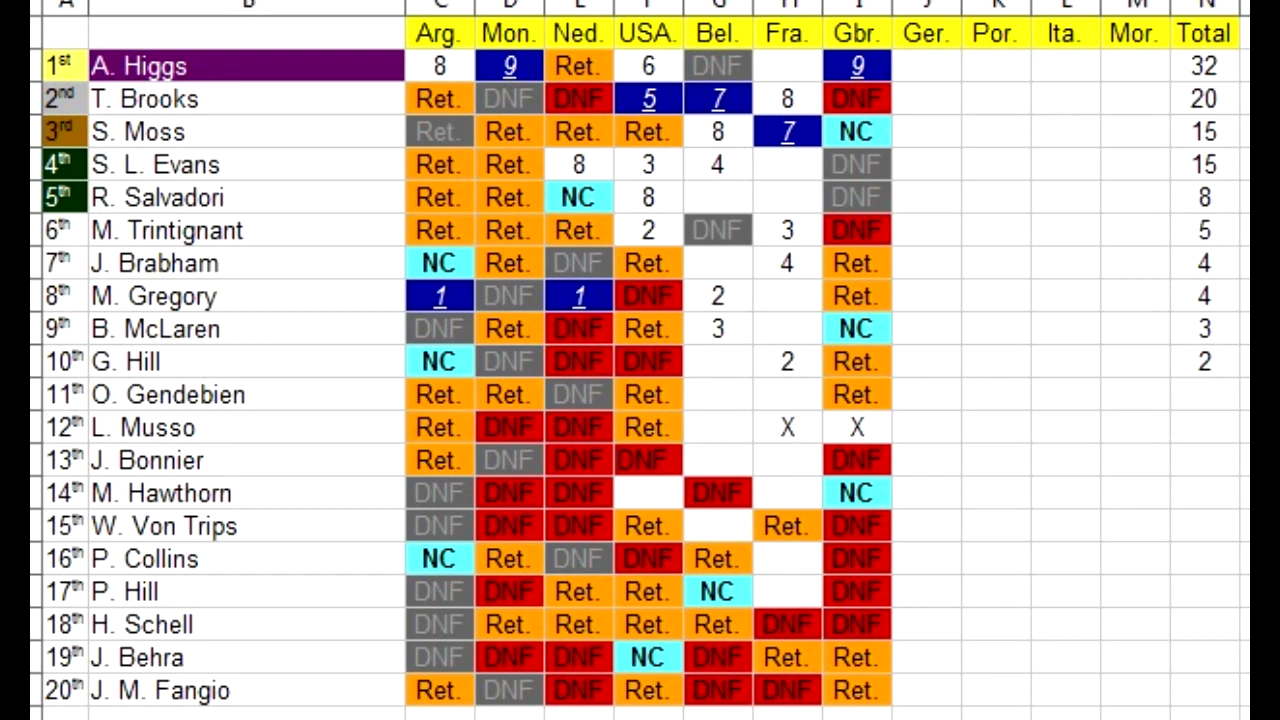 A B C D E F G H I J K L M N
Arg. Mon. Ned. USA. Bel. Fra. Gbr. Ger. Por. Ita. Mor. Total
1st A. Higgs 8 9 Ret. 6 DNF 9 32
2nd T. Brooks Ret. DNF DNF 5 7 8 DNF 20
3rd S. Moss Ret. Ret. Ret. Ret. 8 7 NC 15
4th S. L. Evans Ret. Ret. 8 3 4 DNF 15
5th R. Salvadori Ret. Ret. NC 8 DNF 8
6th M. Trintignant Ret. Ret. Ret. 2 DNF 3 DNF 5
7th J. Brabham NC Ret. DNF Ret. 4 Ret. 4
8th M. Gregory 1 DNF 1 DNF 2 Ret. 4
9th B. McLaren DNF Ret. DNF Ret. 3 NC 3
10th G. Hill NC DNF DNF DNF 2 Ret. 2
11th O. Gendebien Ret. Ret. DNF Ret. Ret.
12th L. Musso Ret. DNF DNF Ret. X X
13th J. Bonnier Ret. DNF DNF DNF DNF
14th M. Hawthorn DNF DNF DNF DNF NC
15th W. Von Trips DNF DNF DNF Ret. Ret. DNF
16th P. Collins NC Ret. DNF DNF Ret. DNF
17th P. Hill DNF DNF Ret. Ret. NC DNF
18th H. Schell DNF Ret. Ret. Ret. Ret. DNF DNF
19th J. Behra DNF DNF DNF NC DNF Ret. Ret.
20th J. M. Fangio Ret. DNF DNF Ret. DNF DNF Ret.